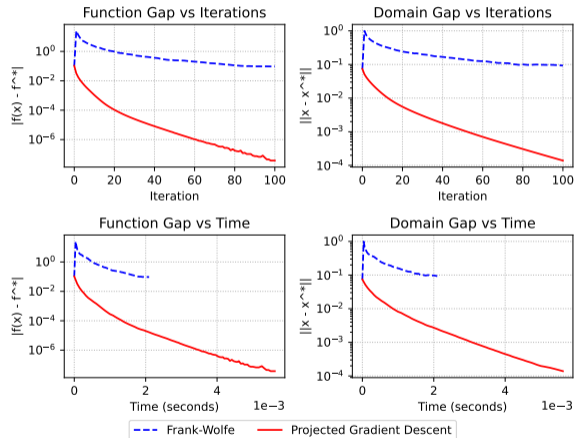 Function Gap vs Iterations
Domain Gap vs Iterations
|f(x) - f^*|
10^0
10^−2
10^−4
10^−6
0 20 40 60 80 100
Iteration
||x - x^*||
10^0
10^−1
10^−2
10^−3
10^−4
0 20 40 60 80 100
Iteration
Function Gap vs Time
Domain Gap vs Time
|f(x) - f^*|
10^0
10^−2
10^−4
10^−6
0 2 4
1e−3
Time (seconds)
||x - x^*||
10^0
10^−1
10^−2
10^−3
10^−4
0 2 4
1e−3
Time (seconds)
Frank-Wolfe Projected Gradient Descent